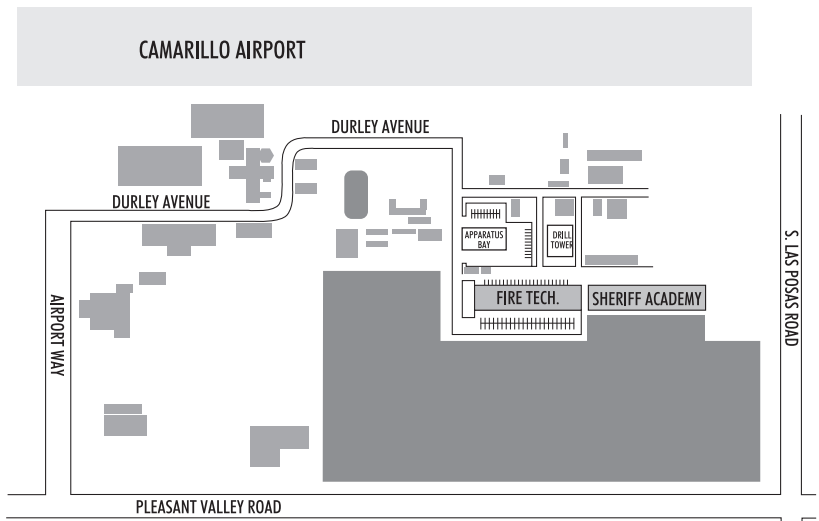 CAMARILLO AIRPORT
DURLEY AVENUE
DURLEY AVENUE
APPARATUS
BAY
DRILL
TOWER
S. LAS POSAS ROAD
FIRE TECH.
SHERIFF ACADEMY
AIRPORT WAY
PLEASANT VALLEY ROAD